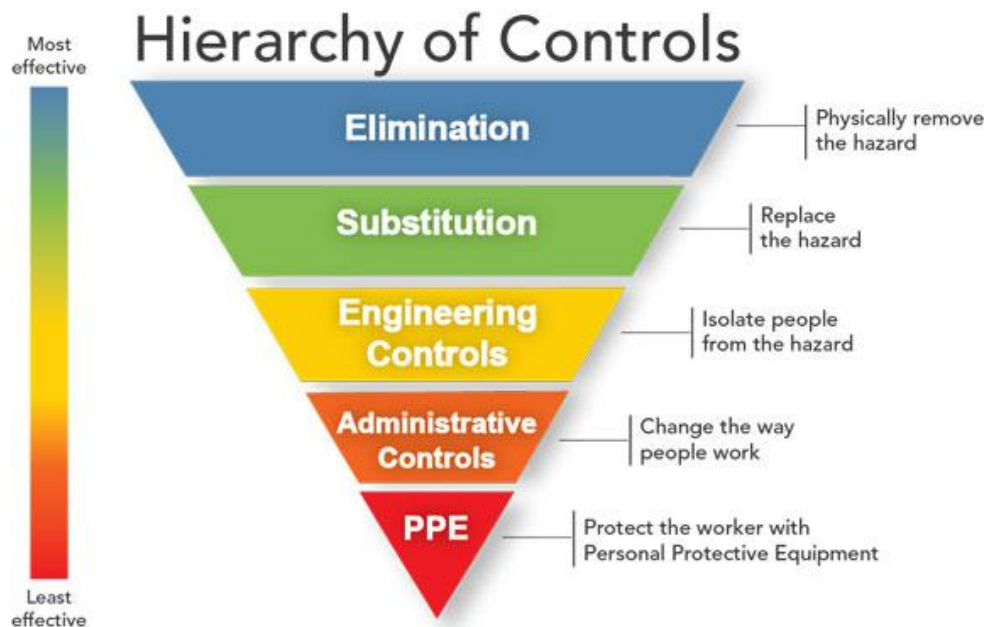 Hierarchy of Controls
Most
effective
Elimination
Physically remove
the hazard
Substitution
Replace
the hazard
Engineering
Controls
Isolate people
from the hazard
Administrative
Controls
Change the way
people work
PPE
Protect the worker with
Personal Protective Equipment
Least
effective